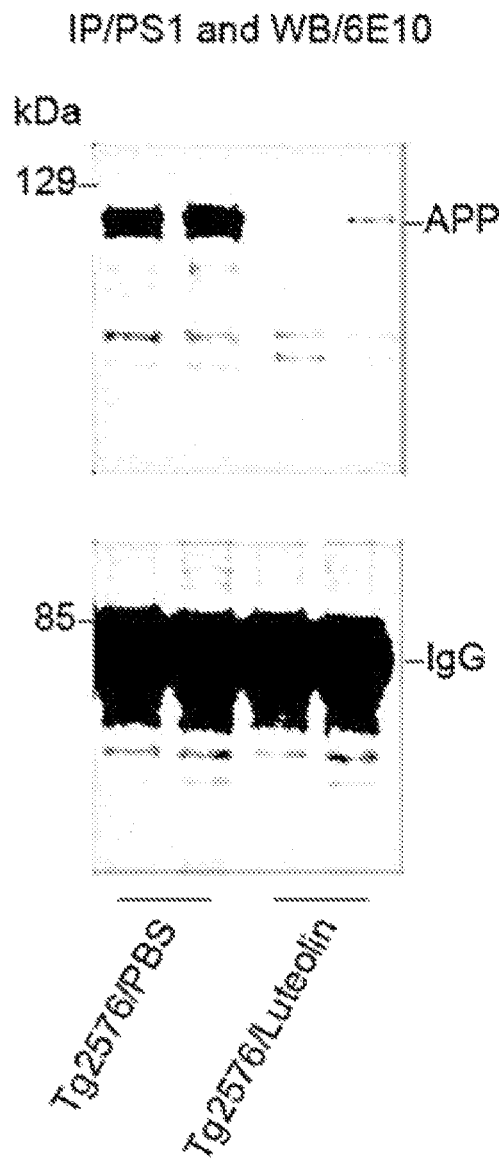 IP/PS1 and WB/6E10
kDa
129
APP
85
IgG
Tg2576/PBS
Tg2576/Luteolin